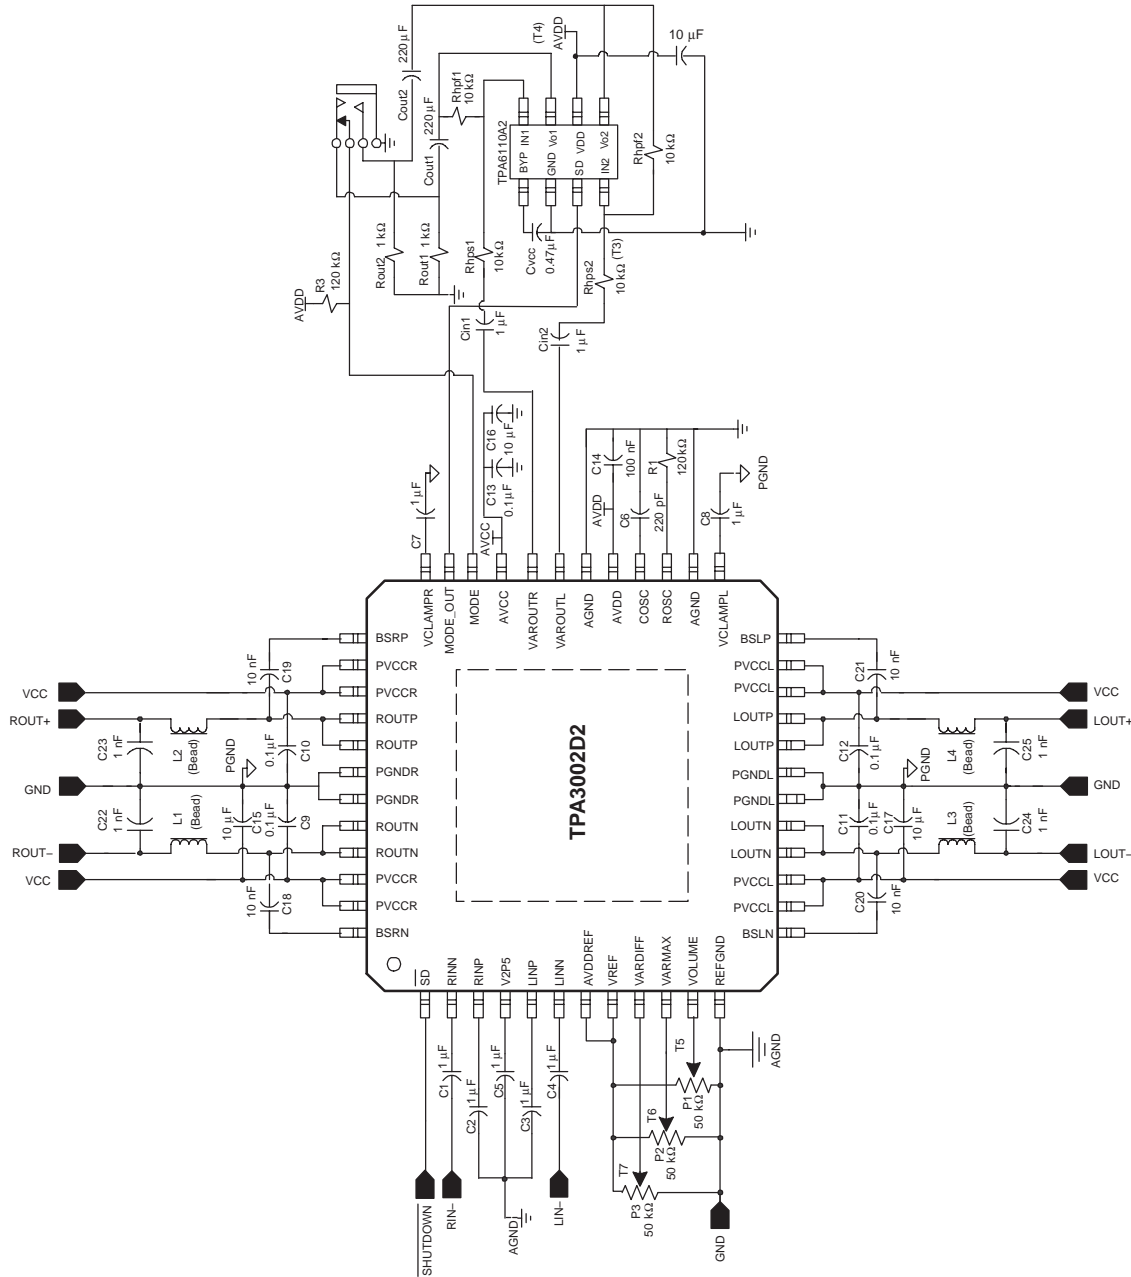 220 µF
Cout2
220 µF
Cout1
Rhpf1
10 kΩ
(T4)
AVDD
10 µF
TPA6110A2
BYP IN1
GND Vo1
SD VDD
IN2 Vo2
Rhpf2
10 kΩ
AVDD
R3
120 kΩ
Rout2 1 kΩ
Rout1 1 kΩ
Rhps1
10kΩ
Cvcc
0.47µF
Rhps2
10 kΩ (T3)
Cin1
1 µF
Cin2
1 µF
C7
1 µF
AVCC
C13
0.1µF
C16
10 µF
AVDD
C14
100 nF
C6
220 pF
R1
120kΩ
C8
1 µF
PGND
VCLAMPR
MODE_OUT
MODE
AVCC
VAROUTR
VAROUTL
AGND
AVDD
COSC
ROSC
AGND
VCLAMPL
VCC
ROUT+
GND
ROUT–
VCC
C23
1 nF
C22
1 nF
L2
(Bead)
L1
(Bead)
PGND
10 nF
C19
0.1µF
C10
10 µF
C15
0.1µF
C9
10 nF
C18
BSRP
PVCCR
PVCCR
ROUTP
ROUTP
PGNDR
PGNDR
ROUTN
ROUTN
PVCCR
PVCCR
BSRN
TPA3002D2
BSLP
PVCCL
PVCCL
LOUTP
LOUTP
PGNDL
PGNDL
LOUTN
LOUTN
PVCCL
PVCCL
BSLN
C21
10 nF
C12
0.1µF
PGND
C11
0.1µF
C17
10 µF
C20
10 nF
L4
(Bead)
L3
(Bead)
C25
1 nF
C24
1 nF
VCC
LOUT+
GND
LOUT–
VCC
SD
RINN
RINP
V2P5
LINP
LINN
AVDDREF
VREF
VARDIFF
VARMAX
VOLUME
REFGND
C1
1 µF
C2
1 µF
C5
1 µF
C3
1 µF
C4
1 µF
SHUTDOWN
RIN–
AGND
LIN–
T7
P3
50 kΩ
T6
P2
50 kΩ
T5
P1
50 kΩ
GND
AGND